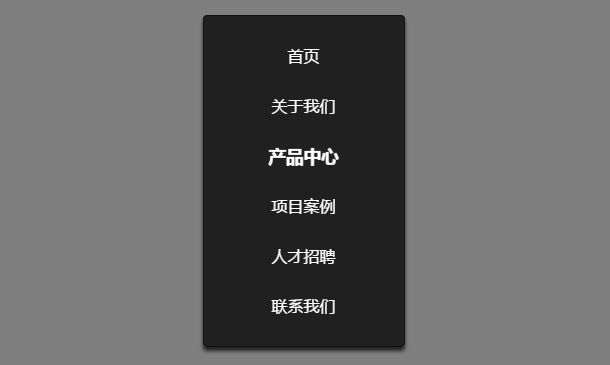 首页
关于我们
产品中心
项目案例
人才招聘
联系我们